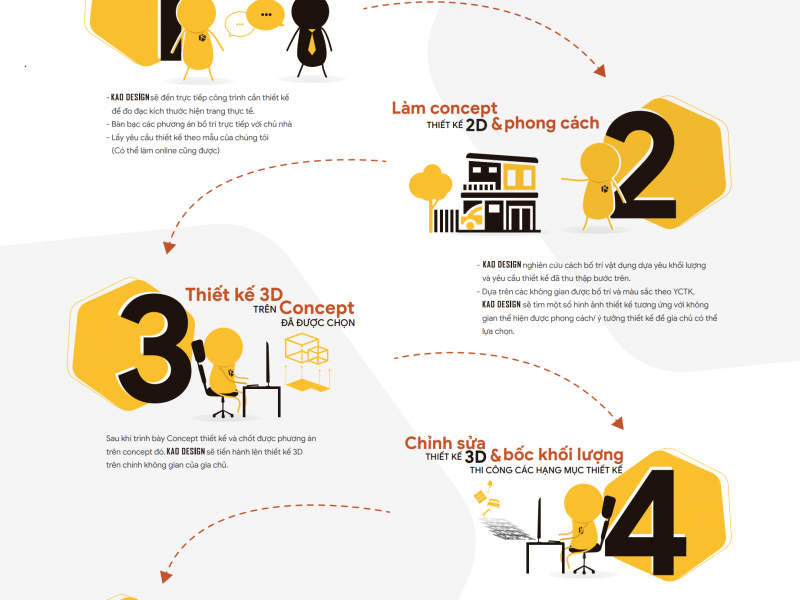 - KAO DESIGN sẽ đến trực tiếp công trình cần thiết kế
để đo đạc kích thước hiện trạng thực tế.
- Bàn bạc các phương án bố trí trực tiếp với chủ nhà
- Lấy yêu cầu thiết kế theo mẫu của chúng tôi
(Có thể làm online cũng được)
Làm concept
THIẾT KẾ 2D & phong cách
2
- KAO DESIGN nghiên cứu cách bố trí vật dụng dựa yêu khối lượng
và yêu cầu thiết kế đã thu thập bước trên.
- Dựa trên các không gian được bố trí và màu sắc theo YCTK,
KAO DESIGN sẽ tìm một số hình ảnh thiết kế tương ứng với không
gian thể hiện được phong cách/ ý tưởng thiết kế để gia chủ có thể
lựa chọn.
3
Thiết kế 3D
TRÊN Concept
ĐÃ ĐƯỢC CHỌN
Sau khi trình bày Concept thiết kế và chốt được phương án
trên concept đó. KAO DESIGN sẽ tiến hành lên thiết kế 3D
trên chính không gian của gia chủ.
Chỉnh sửa
THIẾT KẾ 3D & bốc khối lượng
THI CÔNG CÁC HẠNG MỤC THIẾT KẾ
4